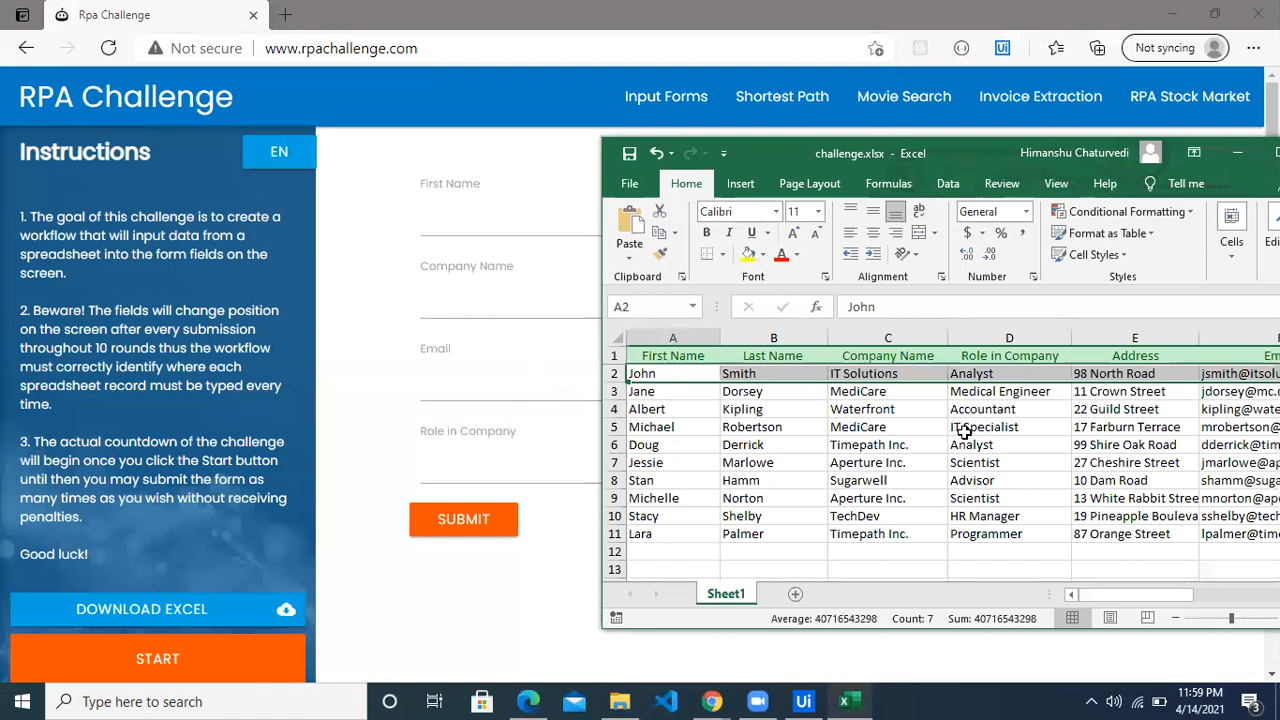 Rpa Challenge
Not secure www.rpachallenge.com Not syncing
RPA Challenge Input Forms Shortest Path Movie Search Invoice Extraction RPA Stock Market
Instructions EN
1. The goal of this challenge is to create a
workflow that will input data from a
spreadsheet into the form fields on the
screen.
2. Beware! The fields will change position
on the screen after every submission
throughout 10 rounds thus the workflow
must correctly identify where each
spreadsheet record must be typed every
time.
3. The actual countdown of the challenge
will begin once you click the Start button
until then you may submit the form as
many times as you wish without receiving
penalties.
Good luck!
DOWNLOAD EXCEL
START
First Name
Company Name
Email
Role in Company
SUBMIT
challenge.xlsx - Excel Himanshu Chaturvedi
File Home Insert Page Layout Formulas Data Review View Help Tell me
Paste Calibri 11 General Conditional Formatting Cells
B I U $ % , Format as Table
A Cell Styles
Clipboard Font Alignment Number Styles
A2 fx John
A B C D E
1 First Name Last Name Company Name Role in Company Address Em
2 John Smith IT Solutions Analyst 98 North Road jsmith@itsolu
3 Jane Dorsey MediCare Medical Engineer 11 Crown Street jdorsey@mc.
4 Albert Kipling Waterfront Accountant 22 Guild Street kipling@wate
5 Michael Robertson MediCare IT Specialist 17 Farburn Terrace mrobertson@
6 Doug Derrick Timepath Inc. Analyst 99 Shire Oak Road dderrick@tim
7 Jessie Marlowe Aperture Inc. Scientist 27 Cheshire Street jmarlowe@ap
8 Stan Hamm Sugarwell Advisor 10 Dam Road shamm@suga
9 Michelle Norton Aperture Inc. Scientist 13 White Rabbit Stree mnorton@ape
10 Stacy Shelby TechDev HR Manager 19 Pineapple Bouleva sshelby@tech
11 Lara Palmer Timepath Inc. Programmer 87 Orange Street lpalmer@time
12
13
Sheet1
Average: 40716543298 Count: 7 Sum: 40716543298
Type here to search Ui 11:59 PM
4/14/2021 3